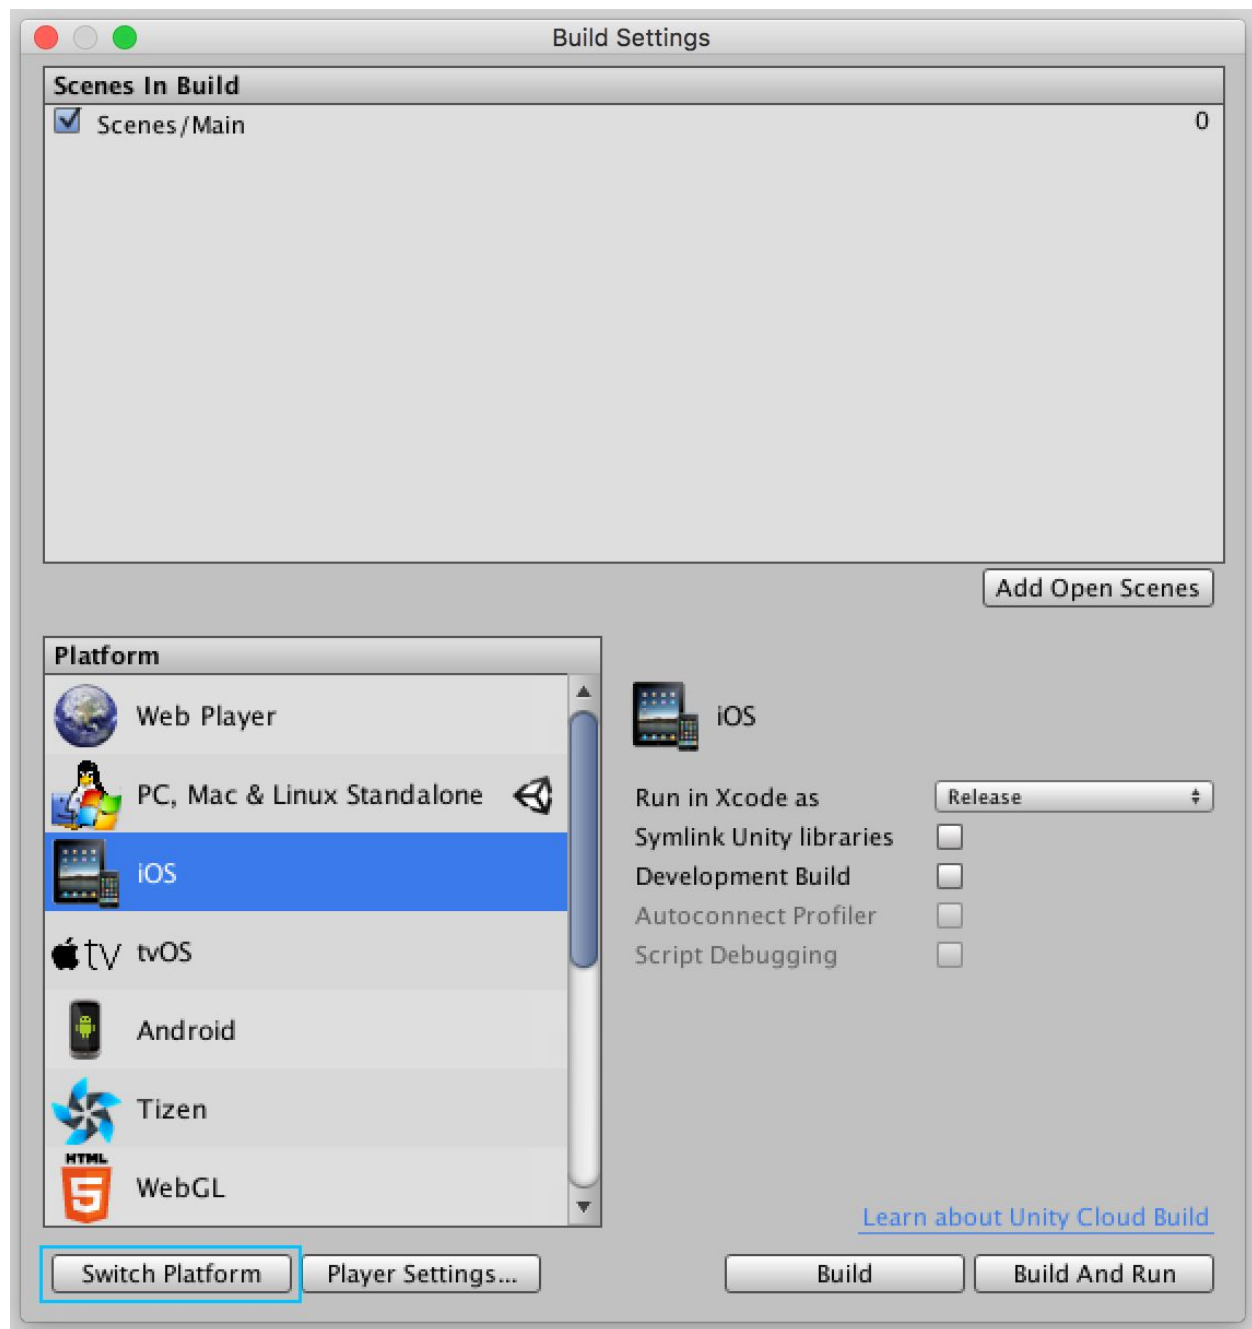 Build Settings
Scenes In Build
Scenes/Main 0
Add Open Scenes
Platform
Web Player
PC, Mac & Linux Standalone
iOS
tv tvOS
Android
Tizen
HTML
5 WebGL
iOS
Run in Xcode as Release
Symlink Unity libraries
Development Build
Autoconnect Profiler
Script Debugging
Learn about Unity Cloud Build
Switch Platform Player Settings... Build Build And Run